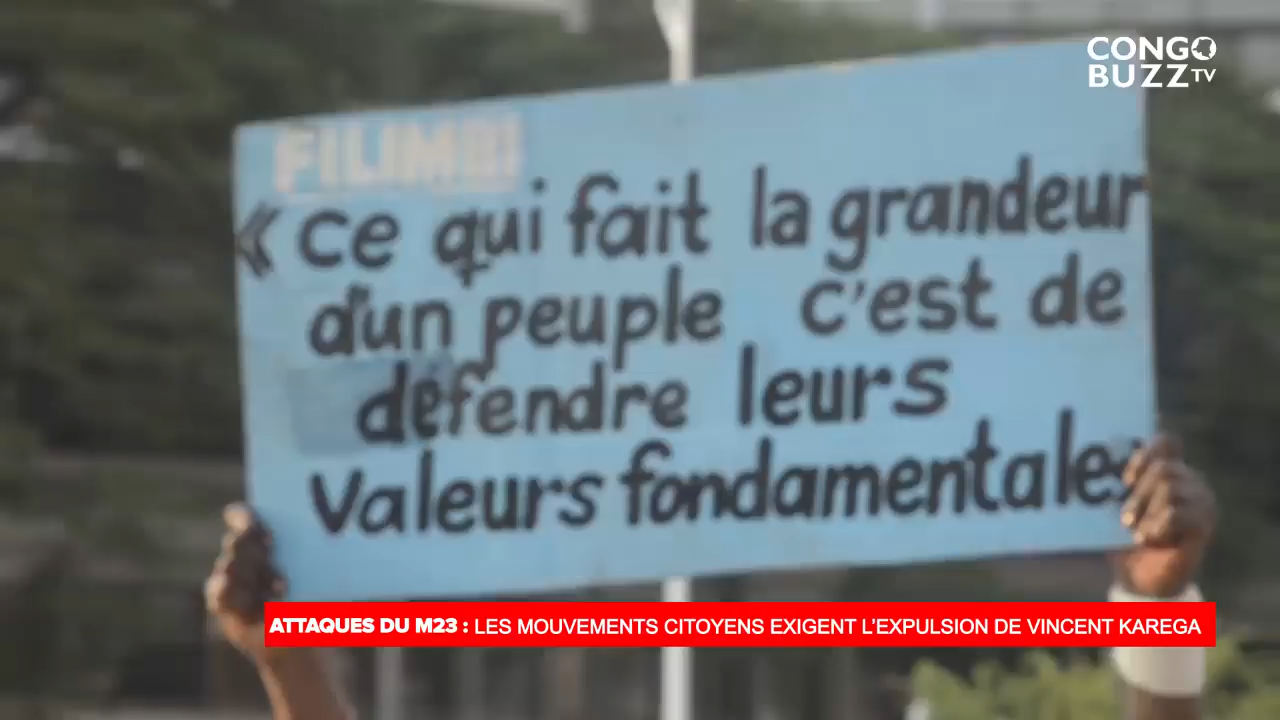 CONGO
BUZZ TV
FILIMBI
« ce qui fait la grandeur
d'un peuple c'est de
défendre leurs
Valeurs fondamentales
ATTAQUES DU M23 : LES MOUVEMENTS CITOYENS EXIGENT L'EXPULSION DE VINCENT KAREGA